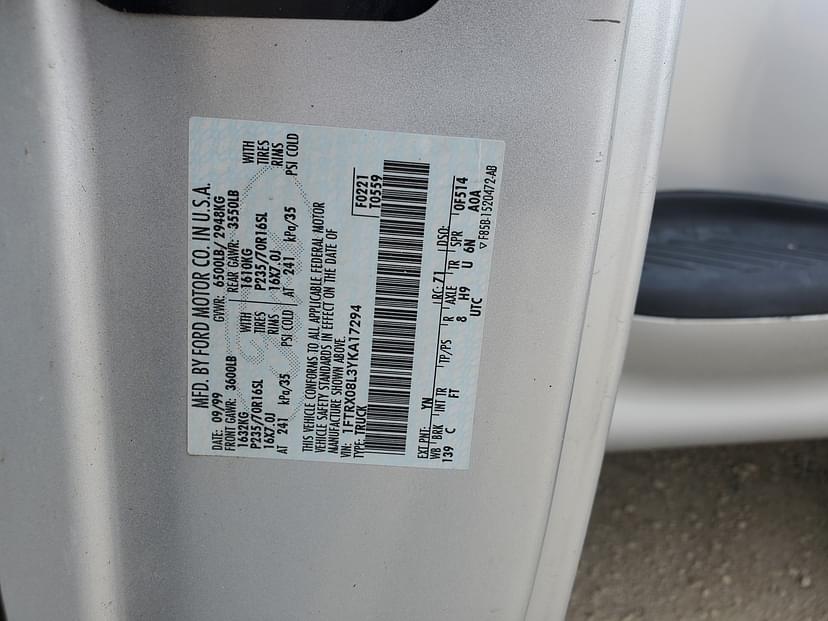 MFD. BY FORD MOTOR CO. IN U.S.A.
DATE: 09/99 GVWR: 6500LB/ 2948KG
FRONT GAWR: 3600LB REAR GAWR: 3550LB
1632KG WITH 1610KG WITH
P235/70R16SL TIRES P235/70R16SL TIRES
16X7.0J RIMS 16X7.0J RIMS
AT 241 kPa/35 PSI COLD AT 241 kPa/35 PSI COLD
THIS VEHICLE CONFORMS TO ALL APPLICABLE FEDERAL MOTOR
VEHICLE SAFETY STANDARDS IN EFFECT ON THE DATE OF
MANUFACTURE SHOWN ABOVE.
VIN: 1FTRX08L3YKA17294 F0221
TYPE: TRUCK T0559
EXT PNT: YN RC: Z1 DSO:
WB BRK INT TR TP/PS R AXLE TR SPR 0F514
139 C FT 8 H9 U 6N A0A
UTC ▽F85B-1520472-AB